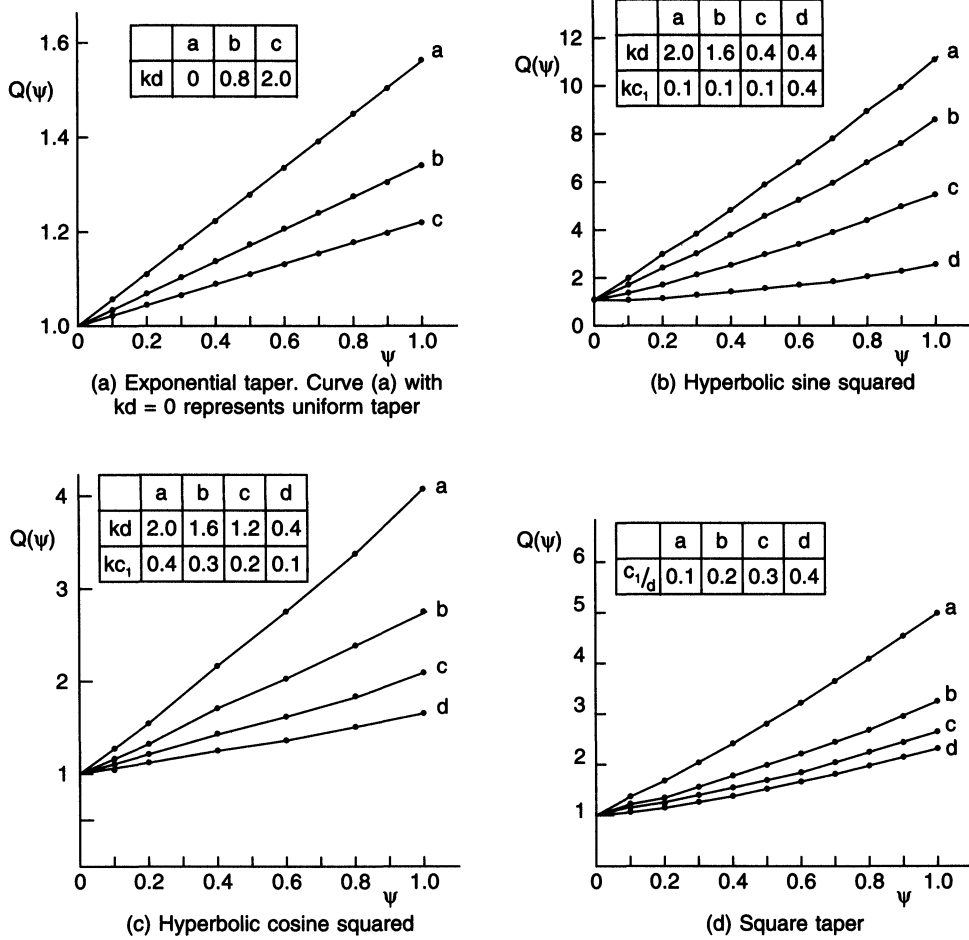 a b c
kd 0 0.8 2.0
Q(ψ)
1.6
1.4
1.2
1.0
a
b
c
0 0.2 0.4 0.6 0.8 1.0
ψ
(a) Exponential taper. Curve (a) with
kd = 0 represents uniform taper
a b c d
kd 2.0 1.6 0.4 0.4
kc₁ 0.1 0.1 0.1 0.4
Q(ψ)
12
10
8
6
4
2
0
a
b
c
d
0 0.2 0.4 0.6 0.8 1.0
ψ
(b) Hyperbolic sine squared
a b c d
kd 2.0 1.6 1.2 0.4
kc₁ 0.4 0.3 0.2 0.1
Q(ψ)
4
3
2
1
a
b
c
d
0 0.2 0.4 0.6 0.8 1.0
ψ
(c) Hyperbolic cosine squared
a b c d
c₁/d 0.1 0.2 0.3 0.4
Q(ψ)
6
5
4
3
2
1
a
b
c
d
0 0.2 0.4 0.6 0.8 1.0
ψ
(d) Square taper